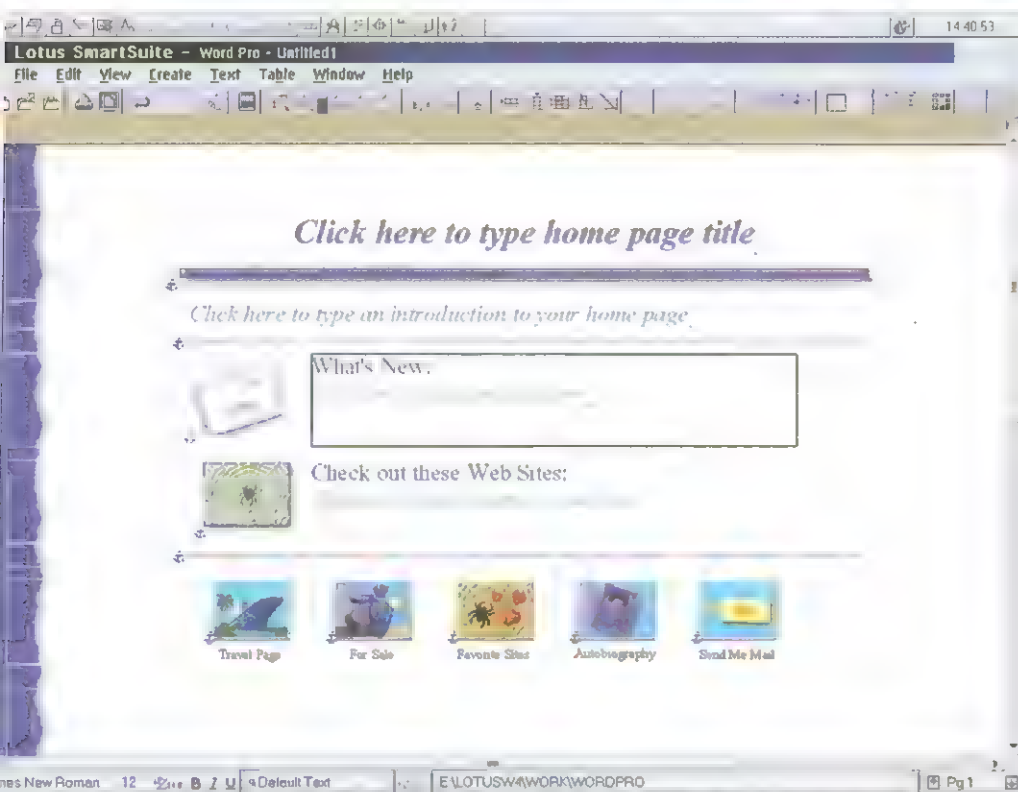 14:40:53
Lotus SmartSuite - Word Pro - Untitled1
File Edit View Create Text Table Window Help
Click here to type home page title
Click here to type an introduction to your home page
What's New:
Check out these Web Sites:
Travel Page For Sale Favorite Sites Autobiography Send Me Mail
mes New Roman 12 B I U Default Text E:\LOTUSW4\WORK\WORDPRO Pg 1